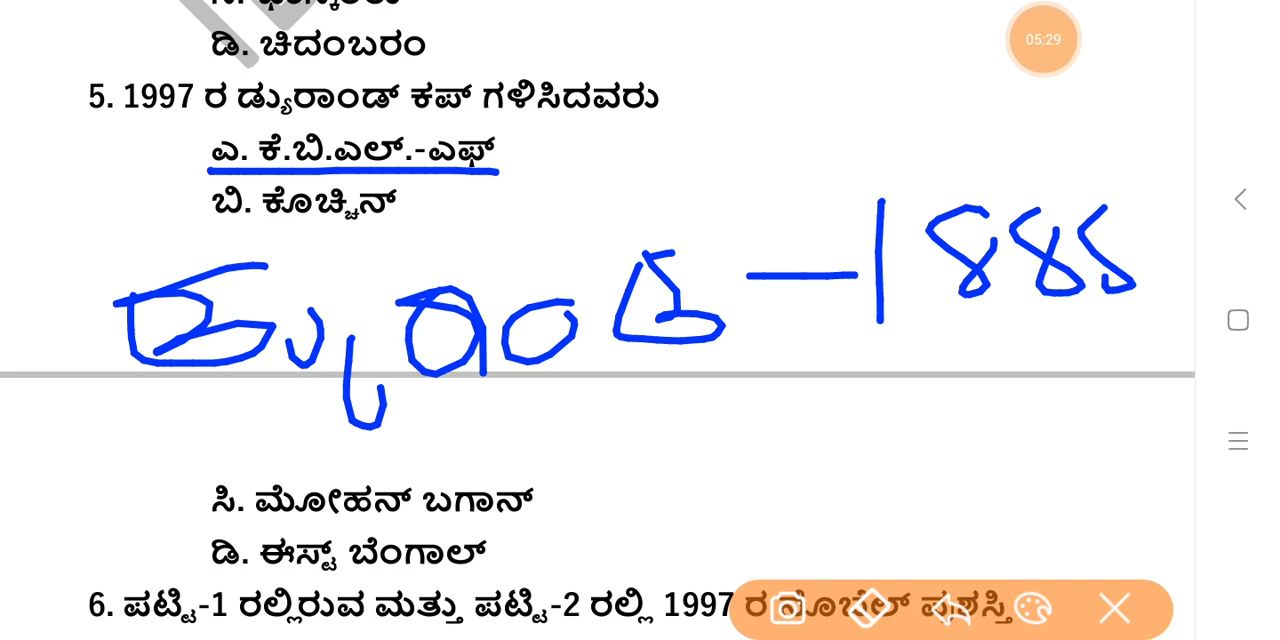 ಡಿ. ಚಿದಂಬರಂ
05:29
5. 1997 ರ ಡ್ಯುರಾಂಡ್ ಕಪ್ ಗಳಿಸಿದವರು
ಎ. ಕೆ.ಬಿ.ಎಲ್.-ಎಫ್
ಬಿ. ಕೊಚ್ಚಿನ್
ಡ್ಯುರಾಂಡ್ – 1888
ಸಿ. ಮೋಹನ್ ಬಗಾನ್
ಡಿ. ಈಸ್ಟ್ ಬೆಂಗಾಲ್
6. ಪಟ್ಟಿ-1 ರಲ್ಲಿರುವ ಮತ್ತು ಪಟ್ಟಿ-2 ರಲ್ಲಿ 1997 ರ ನೊಬೆಲ್ ಪ್ರಶಸ್ತಿ